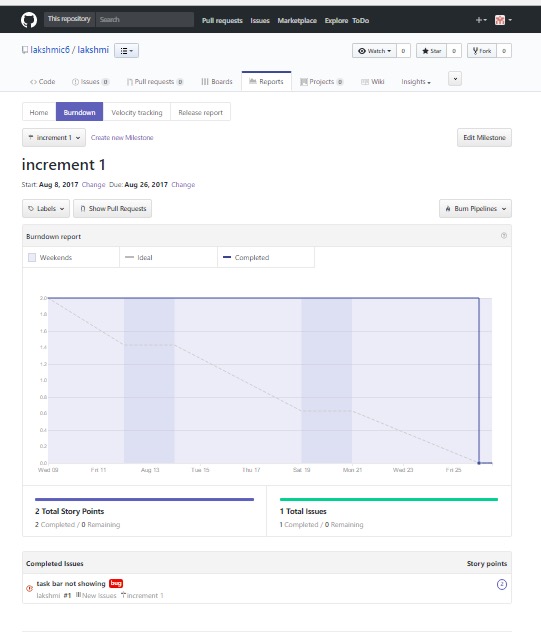 This repository Search Pull requests Issues Marketplace Explore ToDo
lakshmic6 / lakshmi Watch 0 Star 0 Fork 0
Code Issues 0 Pull requests 0 Boards Reports Projects 0 Wiki Insights
Home Burndown Velocity tracking Release report
increment 1 Create new Milestone Edit Milestone
increment 1
Start: Aug 8, 2017 Change Due: Aug 26, 2017 Change
Labels Show Pull Requests Burn Pipelines
Burndown report
Weekends Ideal Completed
2.0
1.8
1.6
1.4
1.2
1.0
0.8
0.6
0.4
0.2
0.0
Wed 09 Fri 11 Aug 13 Tue 15 Thu 17 Sat 19 Mon 21 Wed 23 Fri 25
2 Total Story Points 1 Total Issues
2 Completed / 0 Remaining 1 Completed / 0 Remaining
Completed Issues Story points
task bar not showing bug 2
lakshmi #1 New Issues increment 1